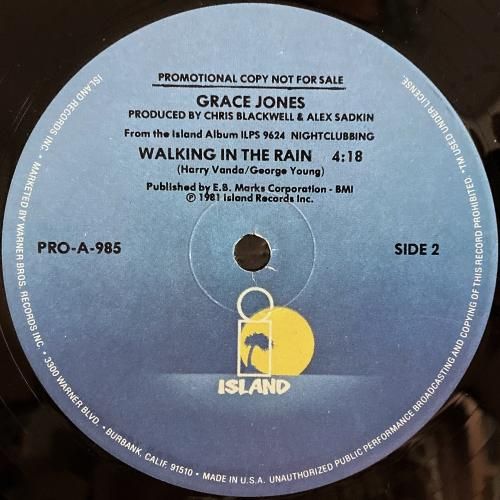 PROMOTIONAL COPY NOT FOR SALE
GRACE JONES
PRODUCED BY CHRIS BLACKWELL & ALEX SADKIN
From the Island Album ILPS 9624 NIGHTCLUBBING
WALKING IN THE RAIN 4:18
(Harry Vanda/George Young)
Published by E.B. Marks Corporation - BMI
℗ 1981 Island Records Inc.
PRO-A-985
SIDE 2
ISLAND
ISLAND RECORDS INC. • MARKETED BY WARNER BROS. RECORDS INC. • 3300 WARNER BLVD. • BURBANK, CALIF. 91510 • MADE IN U.S.A. UNAUTHORIZED PUBLIC PERFORMANCE BROADCASTING AND COPYING OF THIS RECORD PROHIBITED. • TM USED UNDER LICENSE.